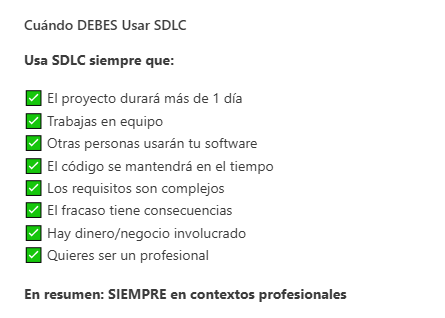 Cuándo DEBES Usar SDLC
Usa SDLC siempre que:
✅ El proyecto durará más de 1 día
✅ Trabajas en equipo
✅ Otras personas usarán tu software
✅ El código se mantendrá en el tiempo
✅ Los requisitos son complejos
✅ El fracaso tiene consecuencias
✅ Hay dinero/negocio involucrado
✅ Quieres ser un profesional
En resumen: SIEMPRE en contextos profesionales